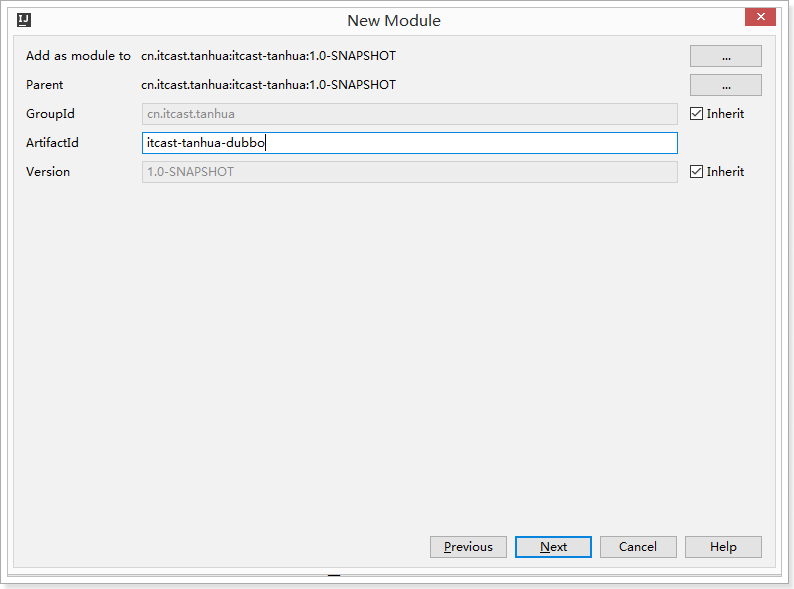 IJ
New Module
Add as module to cn.itcast.tanhua:itcast-tanhua:1.0-SNAPSHOT ...
Parent cn.itcast.tanhua:itcast-tanhua:1.0-SNAPSHOT ...
GroupId cn.itcast.tanhua Inherit
ArtifactId itcast-tanhua-dubbo
Version 1.0-SNAPSHOT Inherit
Previous Next Cancel Help